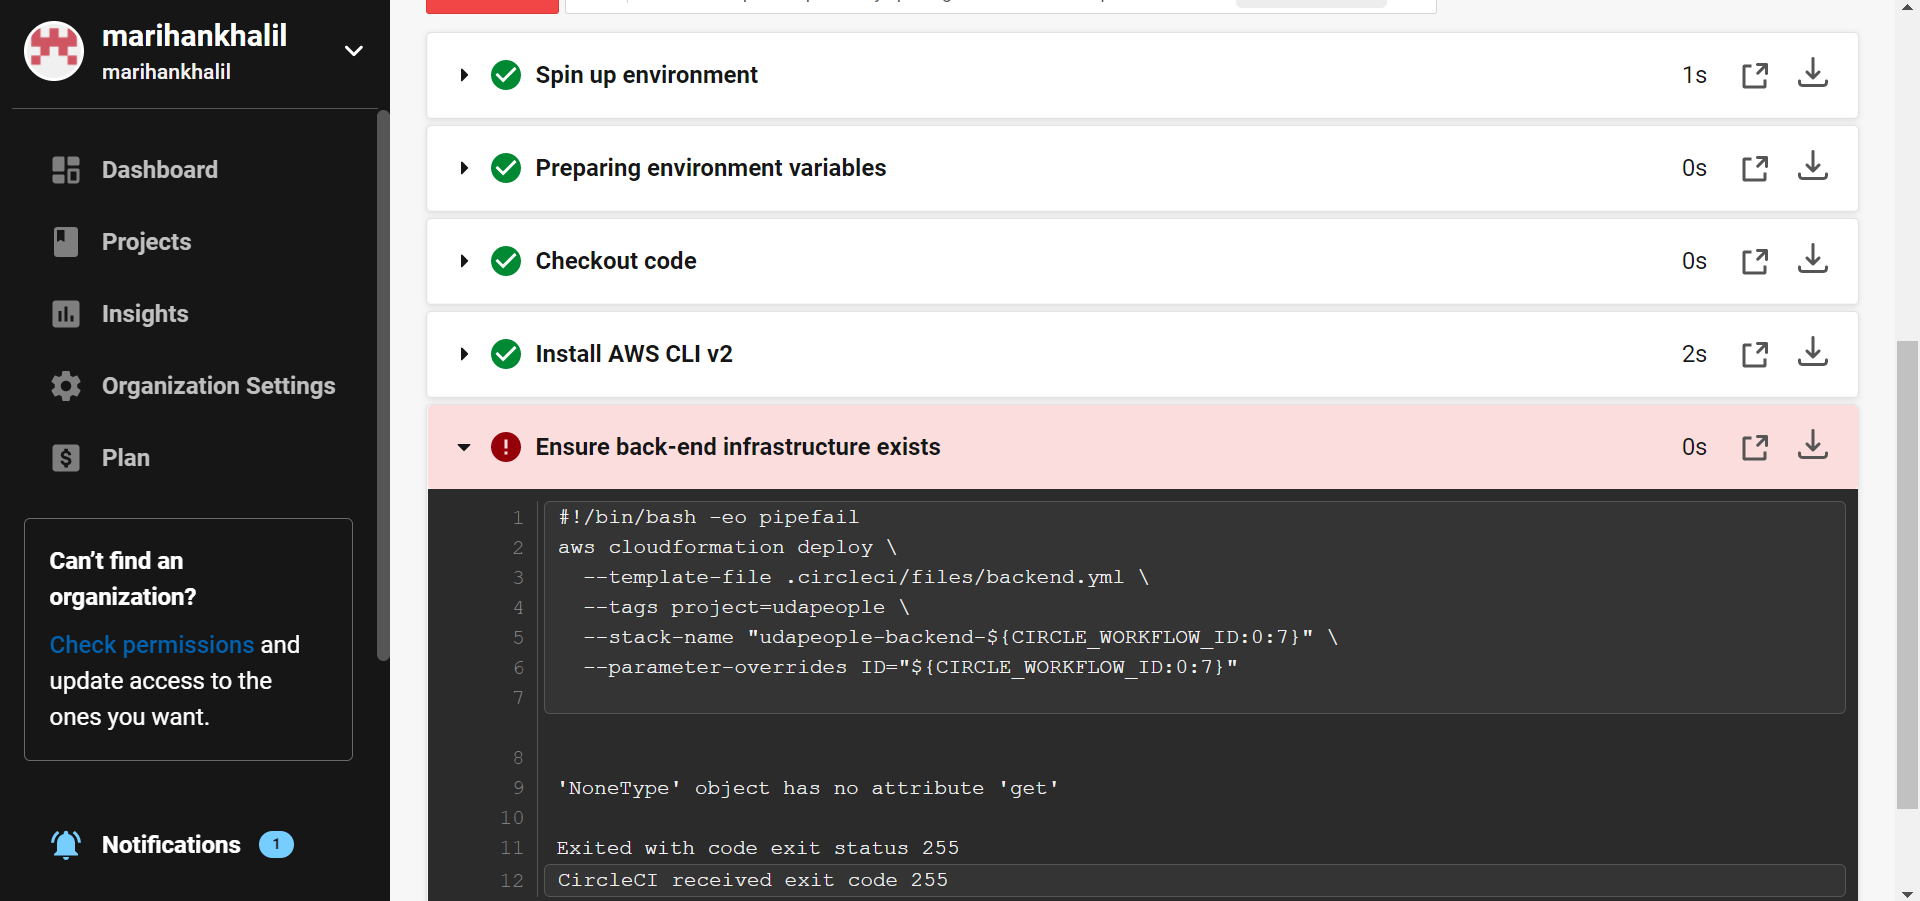 marihankhalil
marihankhalil
Dashboard
Projects
Insights
Organization Settings
Plan
Can’t find an
organization?
Check permissions and
update access to the
ones you want.
Notifications 1
Spin up environment 1s
Preparing environment variables 0s
Checkout code 0s
Install AWS CLI v2 2s
Ensure back-end infrastructure exists 0s
1 #!/bin/bash -eo pipefail
2 aws cloudformation deploy \
3 --template-file .circleci/files/backend.yml \
4 --tags project=udapeople \
5 --stack-name "udapeople-backend-${CIRCLE_WORKFLOW_ID:0:7}" \
6 --parameter-overrides ID="${CIRCLE_WORKFLOW_ID:0:7}"
7
8
9 'NoneType' object has no attribute 'get'
10
11 Exited with code exit status 255
12 CircleCI received exit code 255